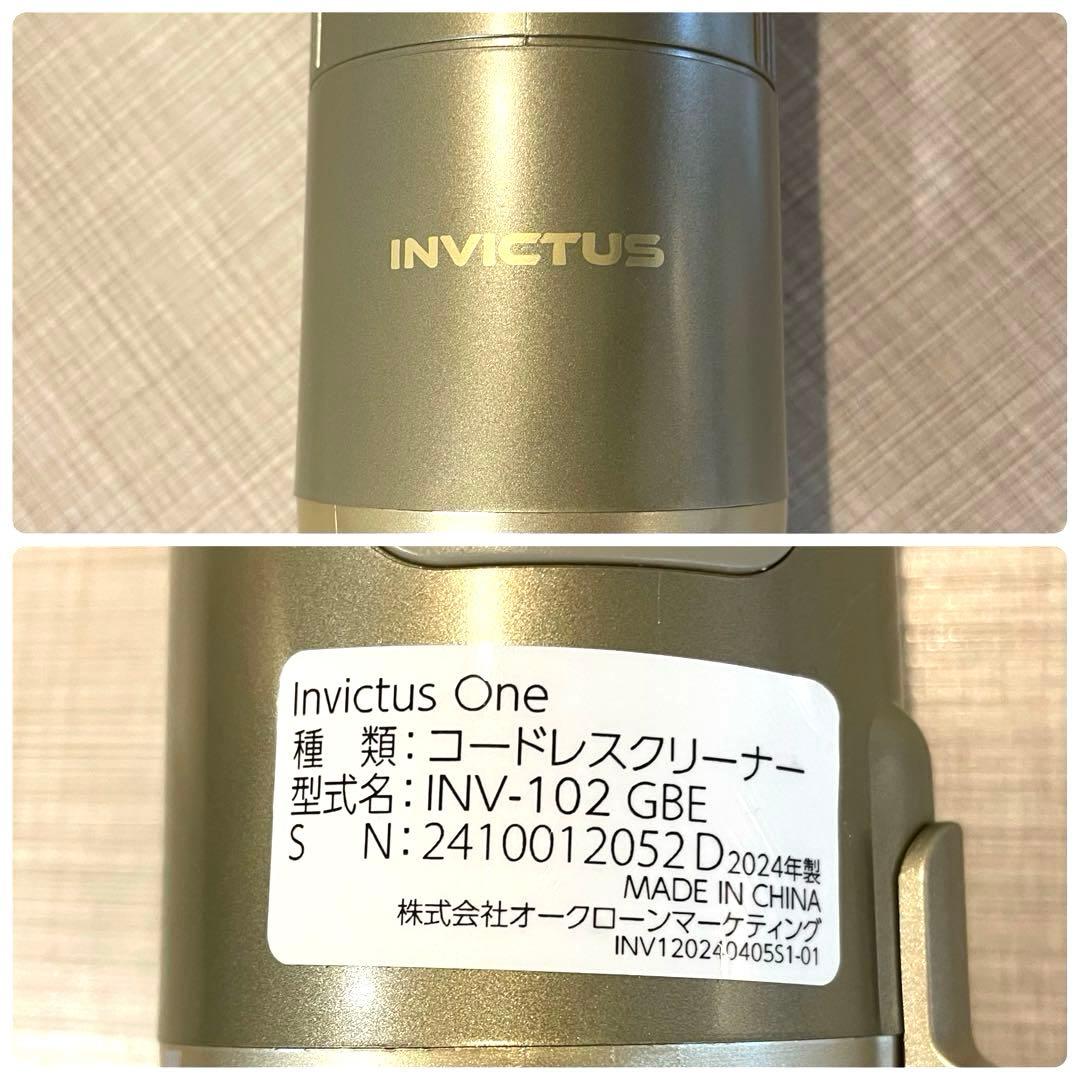 INVICTUS
Invictus One
種 類：コードレスクリーナー
型式名：INV-102 GBE
S N：2410012052 D 2024年製
MADE IN CHINA
株式会社オークローンマーケティング
INV120240405S1-01